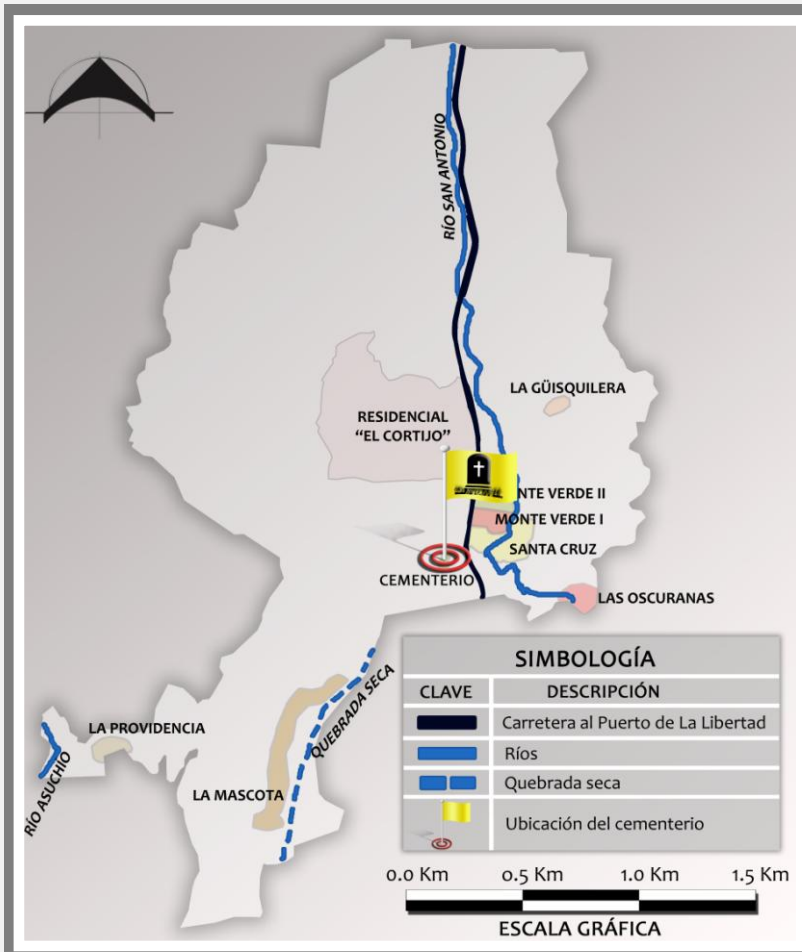 RÍO SAN ANTONIO
LA GÜISQUILERA
RESIDENCIAL
“EL CORTIJO”
NTE VERDE II
MONTE VERDE I
SANTA CRUZ
CEMENTERIO
LAS OSCURANAS
QUEBRADA SECA
LA PROVIDENCIA
LA MASCOTA
RÍO ASUCHIO
SIMBOLOGÍA
CLAVE DESCRIPCIÓN
Carretera al Puerto de La Libertad
Ríos
Quebrada seca
Ubicación del cementerio
0.0 Km 0.5 Km 1.0 Km 1.5 Km
ESCALA GRÁFICA